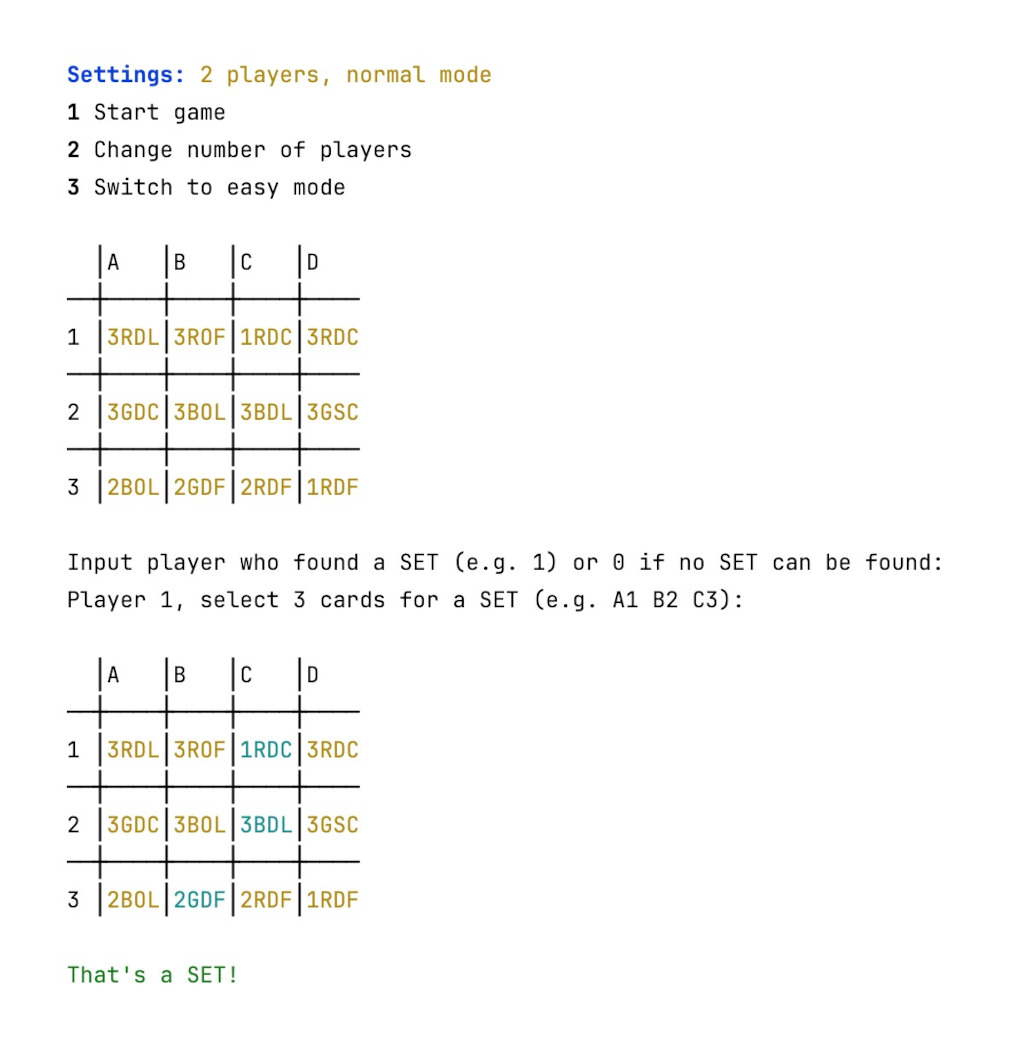 Settings: 2 players, normal mode
1 Start game
2 Change number of players
3 Switch to easy mode
A B C D
1 3RDL 3ROF 1RDC 3RDC
2 3GDC 3BOL 3BDL 3GSC
3 2BOL 2GDF 2RDF 1RDF
Input player who found a SET (e.g. 1) or 0 if no SET can be found:
Player 1, select 3 cards for a SET (e.g. A1 B2 C3):
A B C D
1 3RDL 3ROF 1RDC 3RDC
2 3GDC 3BOL 3BDL 3GSC
3 2BOL 2GDF 2RDF 1RDF
That's a SET!